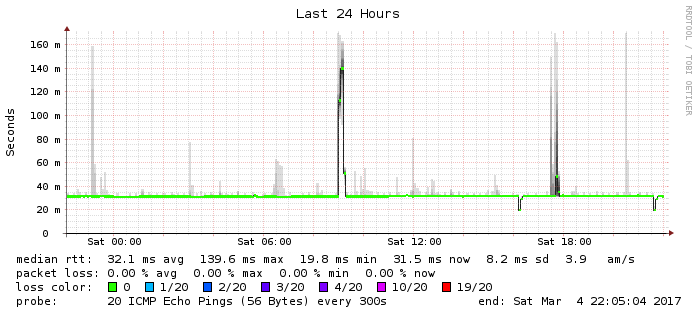 Last 24 Hours
RRDTOOL / TOBI OETIKER
Seconds
160 m
140 m
120 m
100 m
80 m
60 m
40 m
20 m
0
Sat 00:00 Sat 06:00 Sat 12:00 Sat 18:00
median rtt: 32.1 ms avg 139.6 ms max 19.8 ms min 31.5 ms now 8.2 ms sd 3.9 am/s
packet loss: 0.00 % avg 0.00 % max 0.00 % min 0.00 % now
loss color: 0 1/20 2/20 3/20 4/20 10/20 19/20
probe: 20 ICMP Echo Pings (56 Bytes) every 300s end: Sat Mar 4 22:05:04 2017